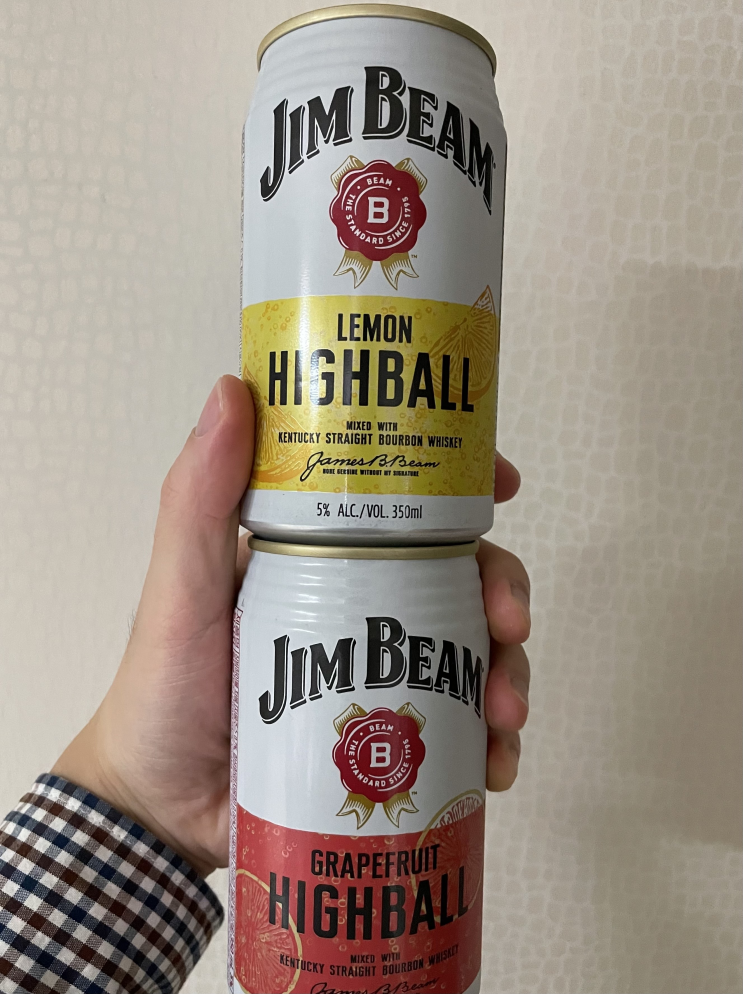 JIM BEAM
BEAM
B
THE STANDARD SINCE 1795
LEMON
HIGHBALL
MIXED WITH
KENTUCKY STRAIGHT BOURBON WHISKEY
James B. Beam
NONE GENUINE WITHOUT MY SIGNATURE
5% ALC./VOL. 350ml
JIM BEAM
BEAM
B
THE STANDARD SINCE 1795
GRAPEFRUIT
HIGHBALL
MIXED WITH
KENTUCKY STRAIGHT BOURBON WHISKEY
James B. Beam